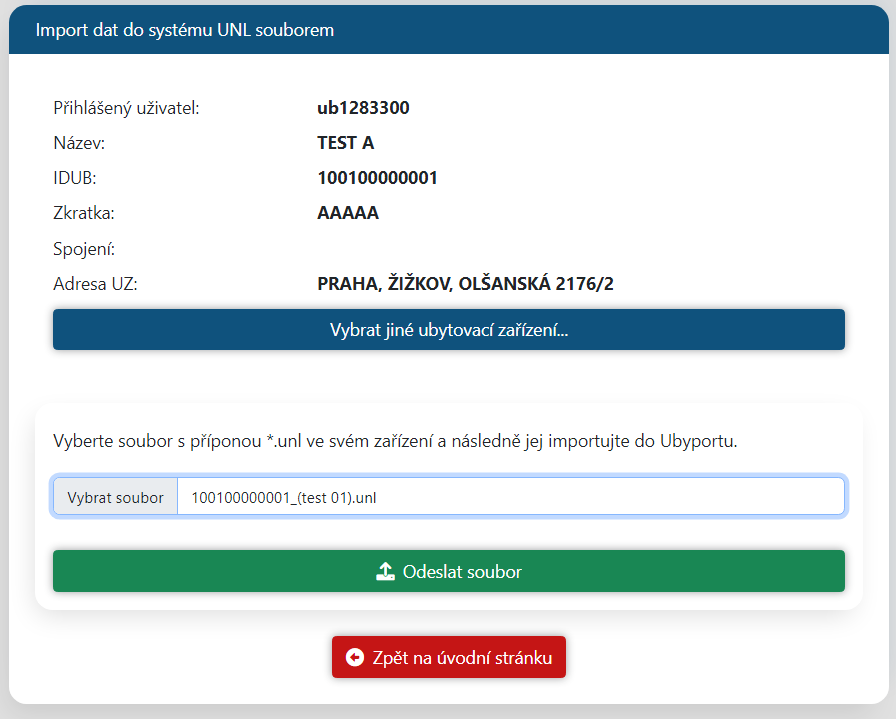 Import dat do systému UNL souborem
Přihlášený uživatel: ub1283300
Název: TEST A
IDUB: 100100000001
Zkratka: AAAAA
Spojení:
Adresa UZ: PRAHA, ŽIŽKOV, OLŠANSKÁ 2176/2
Vybrat jiné ubytovací zařízení...
Vyberte soubor s příponou *.unl ve svém zařízení a následně jej importujte do Ubyportu.
Vybrat soubor 100100000001_(test 01).unl
Odeslat soubor
Zpět na úvodní stránku